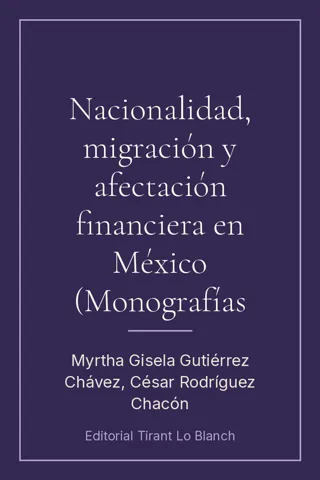 Nacionalidad,
migración y
afectación
financiera en
México
(Monografías
Myrtha Gisela Gutiérrez
Chávez, César Rodríguez
Chacón
Editorial Tirant Lo Blanch